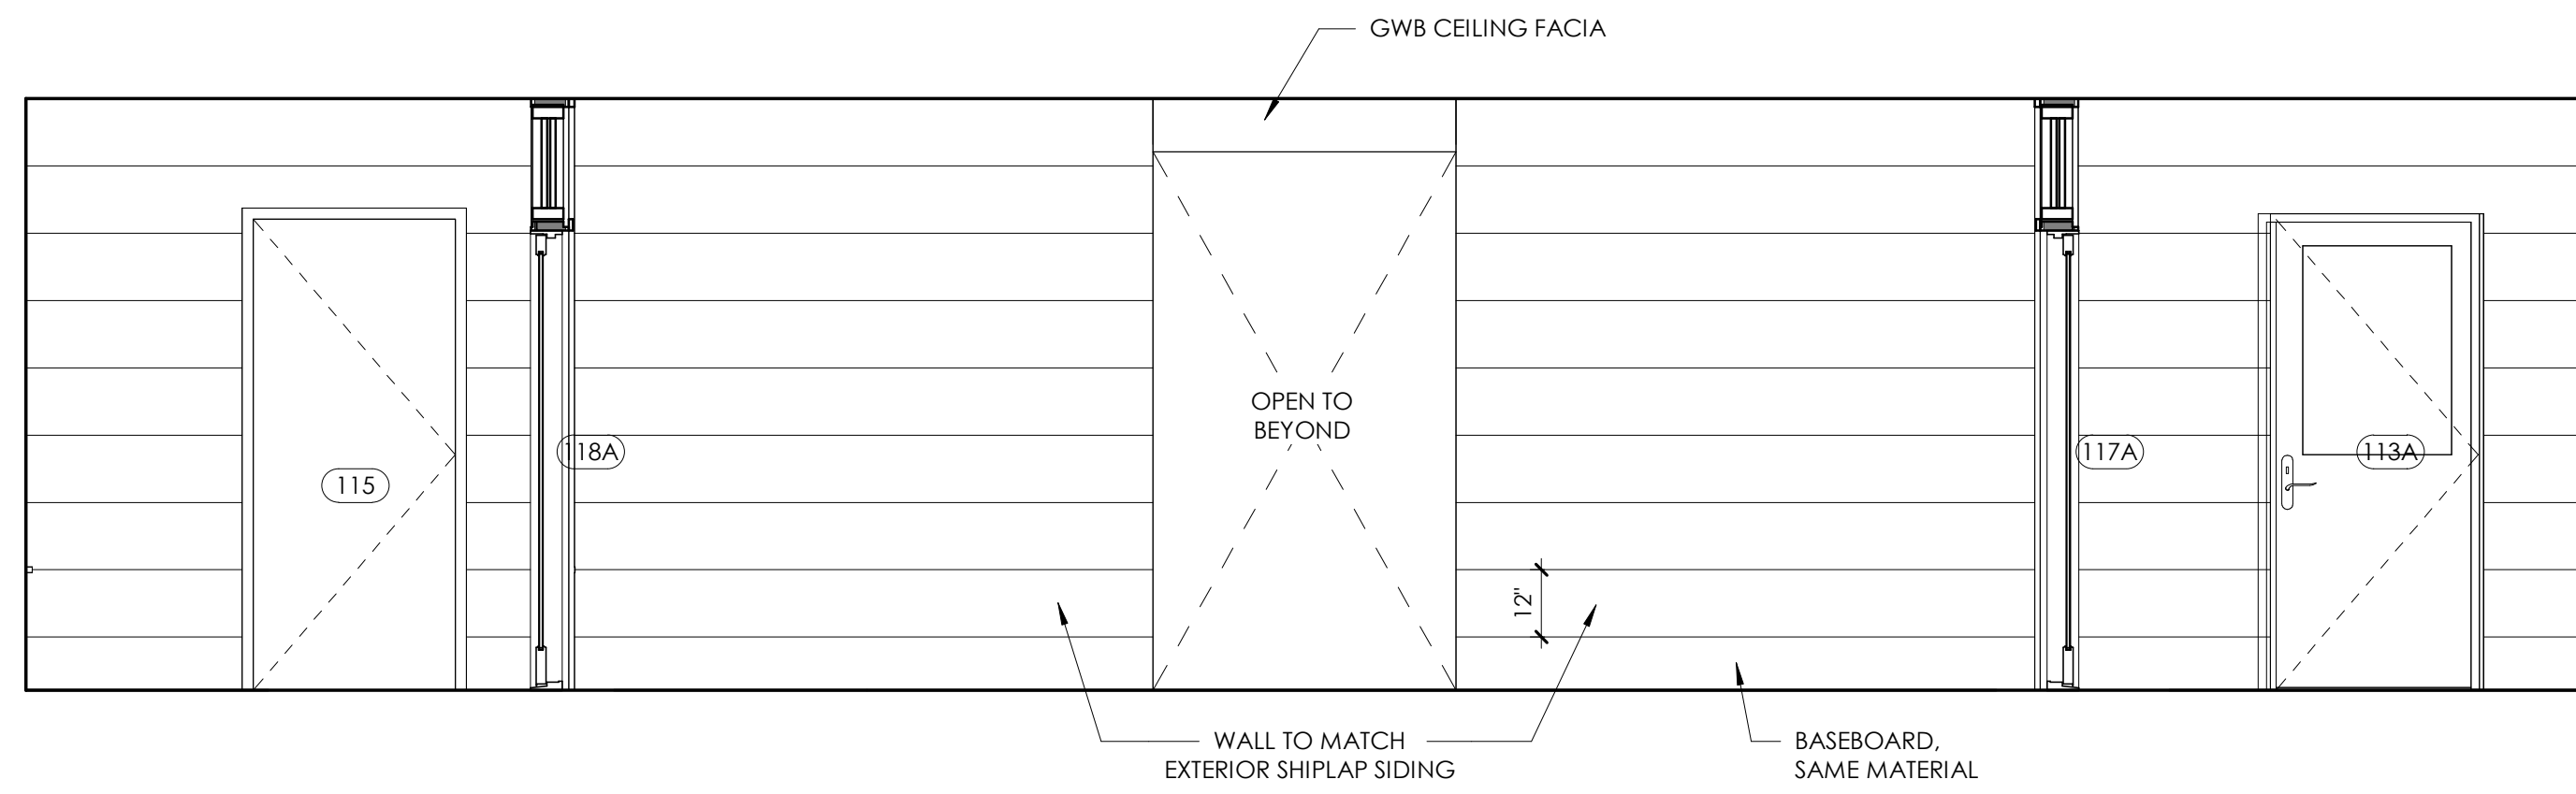 GWB CEILING FACIA
OPEN TO
BEYOND
118A
117A
113A
115
12"
WALL TO MATCH
EXTERIOR SHIPLAP SIDING
BASEBOARD,
SAME MATERIAL